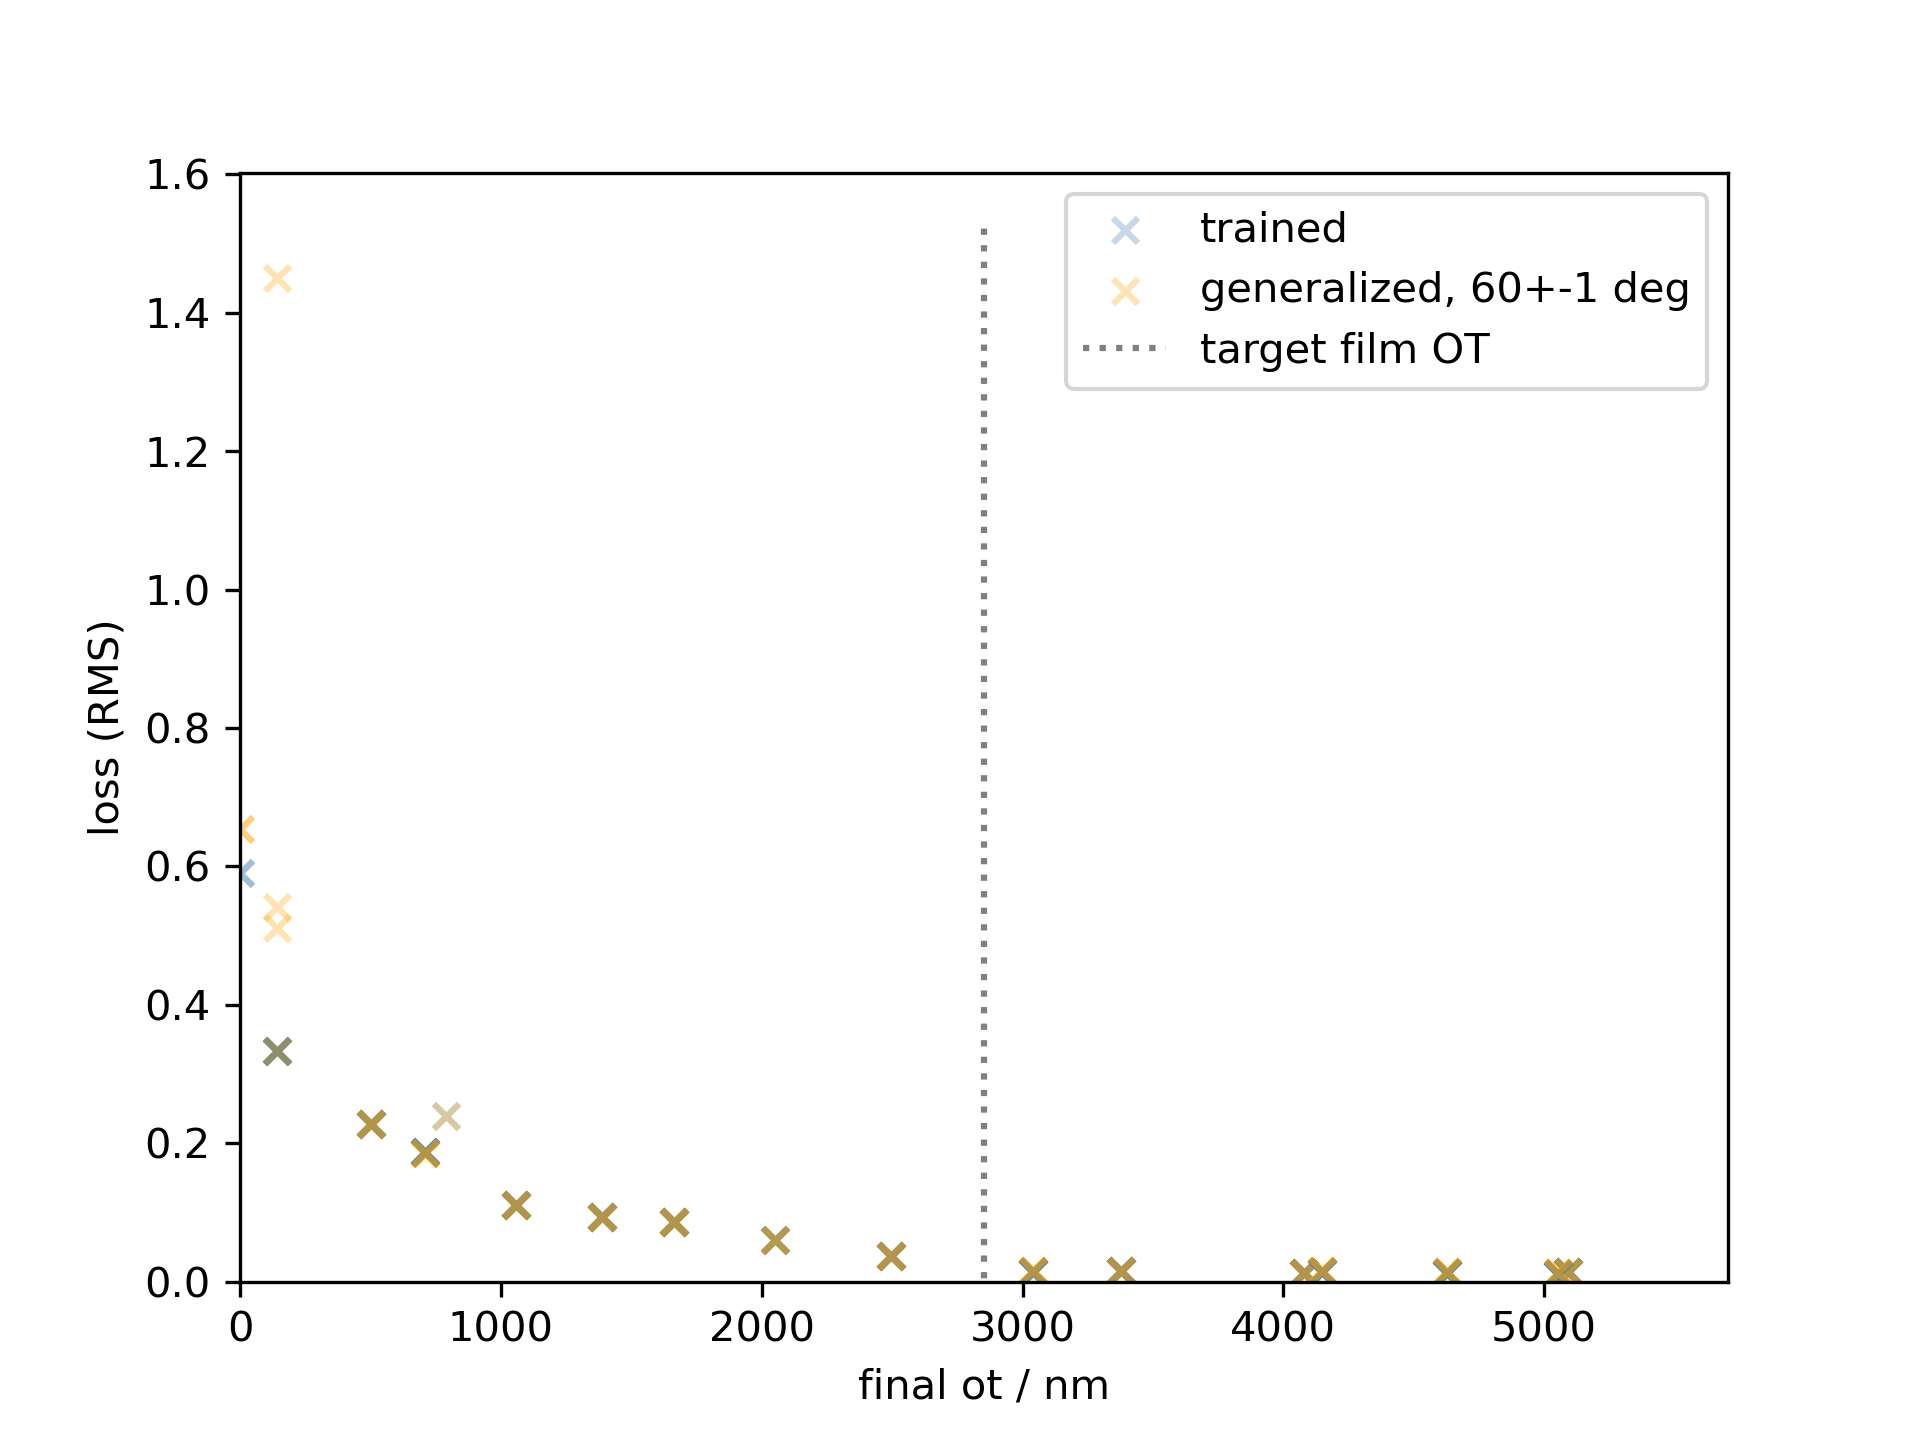 1.6
1.4
1.2
1.0
0.8
0.6
0.4
0.2
0.0
loss (RMS)
trained
generalized, 60+-1 deg
target film OT
0 1000 2000 3000 4000 5000
final ot / nm